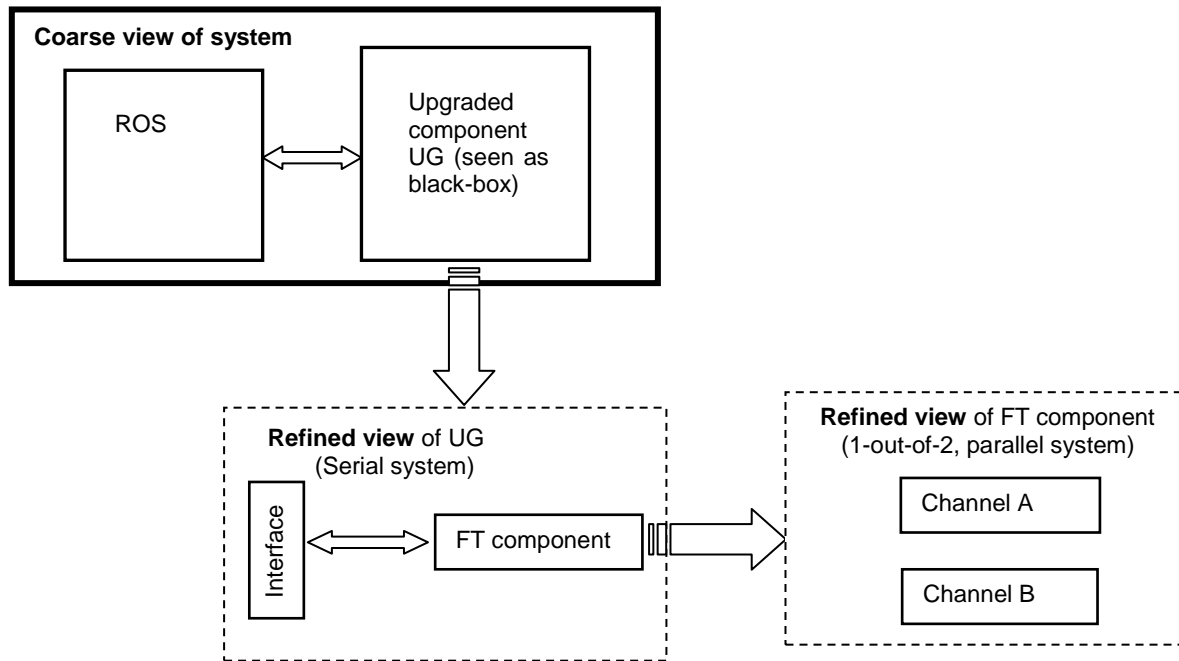 Coarse view of system
ROS
Upgraded
component
UG (seen as
black-box)
Refined view of UG
(Serial system)
Interface
FT component
Refined view of FT component
(1-out-of-2, parallel system)
Channel A
Channel B